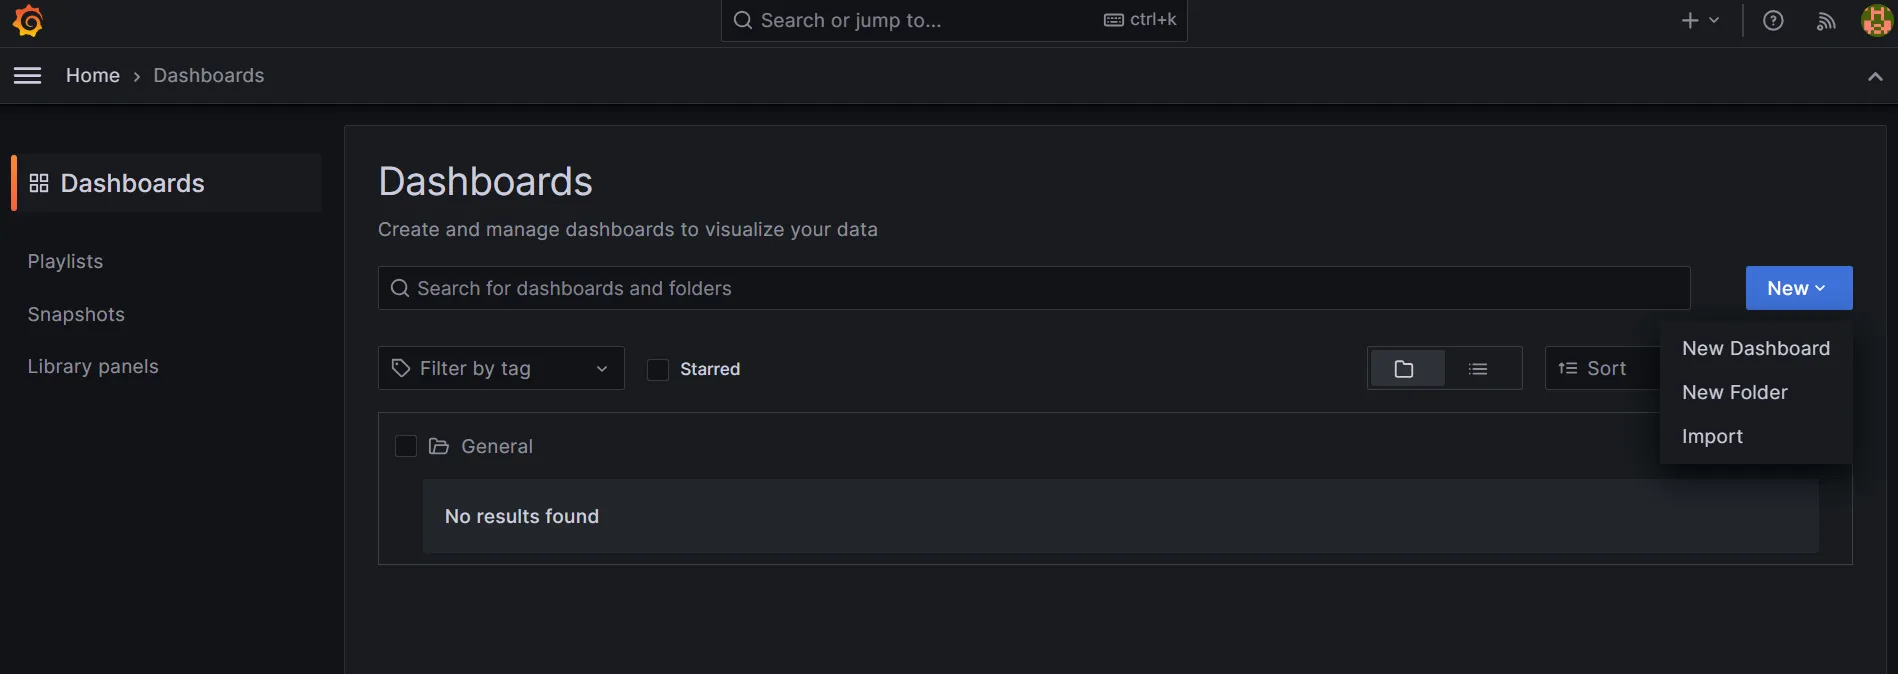 Search or jump to...
ctrl+k
Home
Dashboards
Dashboards
Playlists
Snapshots
Library panels
Dashboards
Create and manage dashboards to visualize your data
Search for dashboards and folders
New
New Dashboard
New Folder
Import
Filter by tag
Starred
Sort
General
No results found